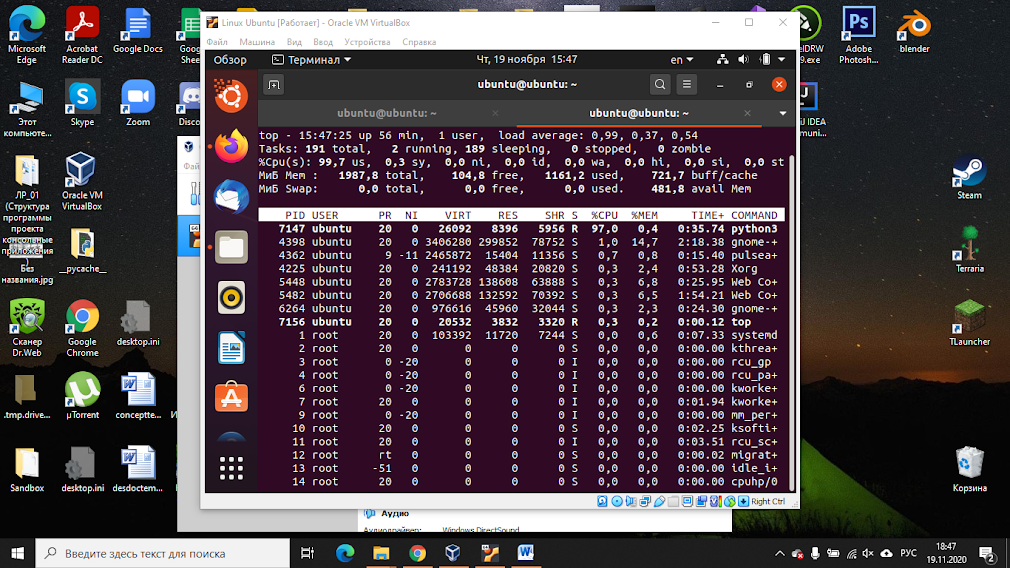 Linux Ubuntu [Работает] - Oracle VM VirtualBox
Файл Машина Вид Ввод Устройства Справка
Обзор Терминал Чт, 19 ноября 15:47 en
ubuntu@ubuntu: ~
ubuntu@ubuntu: ~ ubuntu@ubuntu: ~
top - 15:47:25 up 56 min, 1 user, load average: 0,99, 0,37, 0,54
Tasks: 191 total, 2 running, 189 sleeping, 0 stopped, 0 zombie
%Cpu(s): 99,7 us, 0,3 sy, 0,0 ni, 0,0 id, 0,0 wa, 0,0 hi, 0,0 si, 0,0 st
МиБ Mem : 1987,8 total, 104,8 free, 1161,2 used, 721,7 buff/cache
МиБ Swap: 0,0 total, 0,0 free, 0,0 used. 481,8 avail Mem
PID USER PR NI VIRT RES SHR S %CPU %MEM TIME+ COMMAND
7147 ubuntu 20 0 26092 8396 5956 R 97,0 0,4 0:35.74 python3
4398 ubuntu 20 0 3406280 299852 78752 S 1,0 14,7 2:18.38 gnome-+
4362 ubuntu 9 -11 2465872 15404 11356 S 0,7 0,8 0:15.40 pulsea+
4225 ubuntu 20 0 241192 48384 20820 S 0,3 2,4 0:53.28 Xorg
5448 ubuntu 20 0 2783728 138608 63888 S 0,3 6,8 0:25.95 Web Co+
5482 ubuntu 20 0 2706688 132592 70392 S 0,3 6,5 1:54.21 Web Co+
6264 ubuntu 20 0 976616 45960 32044 S 0,3 2,3 0:24.30 gnome-+
7156 ubuntu 20 0 20532 3832 3320 R 0,3 0,2 0:00.12 top
1 root 20 0 103392 11720 7244 S 0,0 0,6 0:07.33 systemd
2 root 20 0 0 0 0 S 0,0 0,0 0:00.00 kthrea+
3 root 0 -20 0 0 0 I 0,0 0,0 0:00.00 rcu_gp
4 root 0 -20 0 0 0 I 0,0 0,0 0:00.00 rcu_pa+
6 root 0 -20 0 0 0 I 0,0 0,0 0:00.00 kworke+
7 root 20 0 0 0 0 I 0,0 0,0 0:01.94 kworke+
9 root 0 -20 0 0 0 I 0,0 0,0 0:00.00 mm_per+
10 root 20 0 0 0 0 S 0,0 0,0 0:02.25 ksofti+
11 root 20 0 0 0 0 I 0,0 0,0 0:03.51 rcu_sc+
12 root rt 0 0 0 0 S 0,0 0,0 0:00.02 migrat+
13 root -51 0 0 0 0 S 0,0 0,0 0:00.00 idle_i+
14 root 20 0 0 0 0 S 0,0 0,0 0:00.00 cpuhp/0
Right Ctrl
Аудио
Аудиодрайвер: Windows DirectSound
Microsoft
Edge
Acrobat
Reader DC
Google Docs
Этот
компьюте...
Skype
Zoom
ЛР_01
(Структура
программы
проекта
консольные
приложения
Oracle VM
VirtualBox
Без
названия.jpg
__pycache__
Сканер
Dr.Web
Google
Chrome
desktop.ini
.tmp.drive...
µTorrent
conceptte...
Sandbox
desktop.ini
desdoctem...
Adobe
Photosh...
blender
Steam
Terraria
TLauncher
Корзина
Введите здесь текст для поиска
РУС
18:47
19.11.2020
2